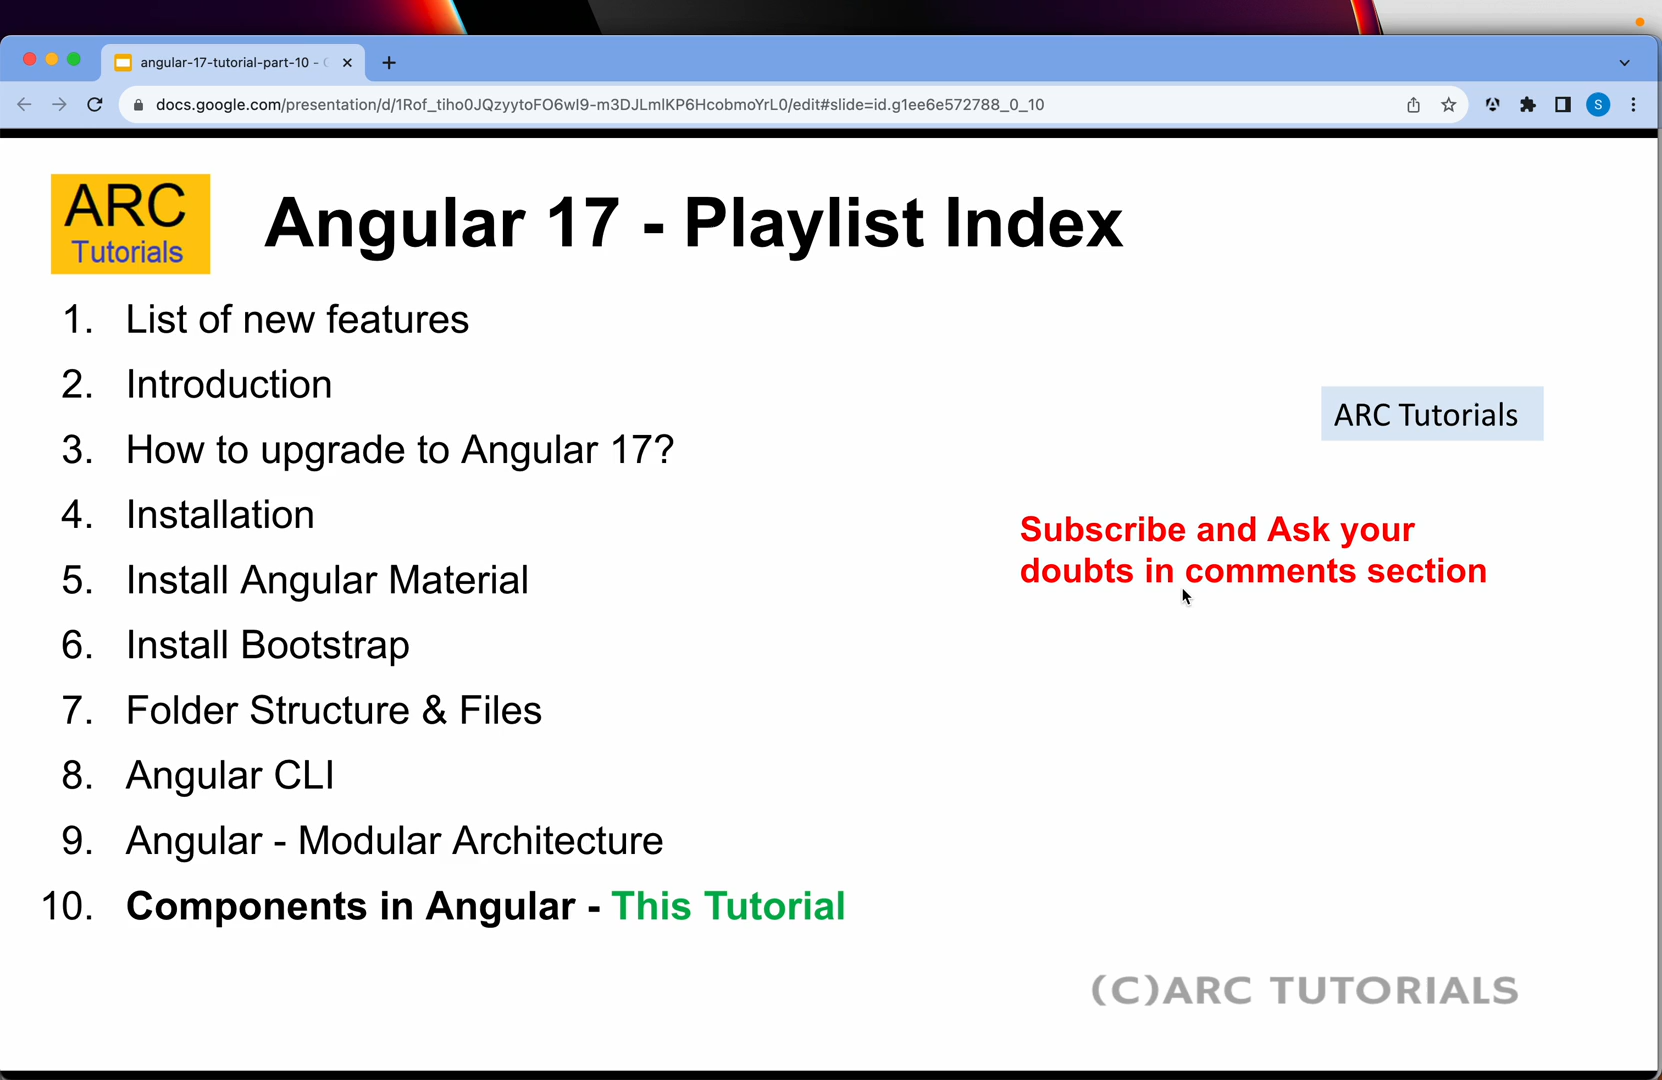 angular-17-tutorial-part-10 -
docs.google.com/presentation/d/1Rof_tiho0JQzyytoFO6wl9-m3DJLmlKP6HcobmoYrL0/edit#slide=id.g1ee6e572788_0_10
S
ARC
Tutorials
Angular 17 - Playlist Index
1. List of new features
2. Introduction
3. How to upgrade to Angular 17?
4. Installation
5. Install Angular Material
6. Install Bootstrap
7. Folder Structure & Files
8. Angular CLI
9. Angular - Modular Architecture
10. Components in Angular - This Tutorial
ARC Tutorials
Subscribe and Ask your
doubts in comments section
(C)ARC TUTORIALS